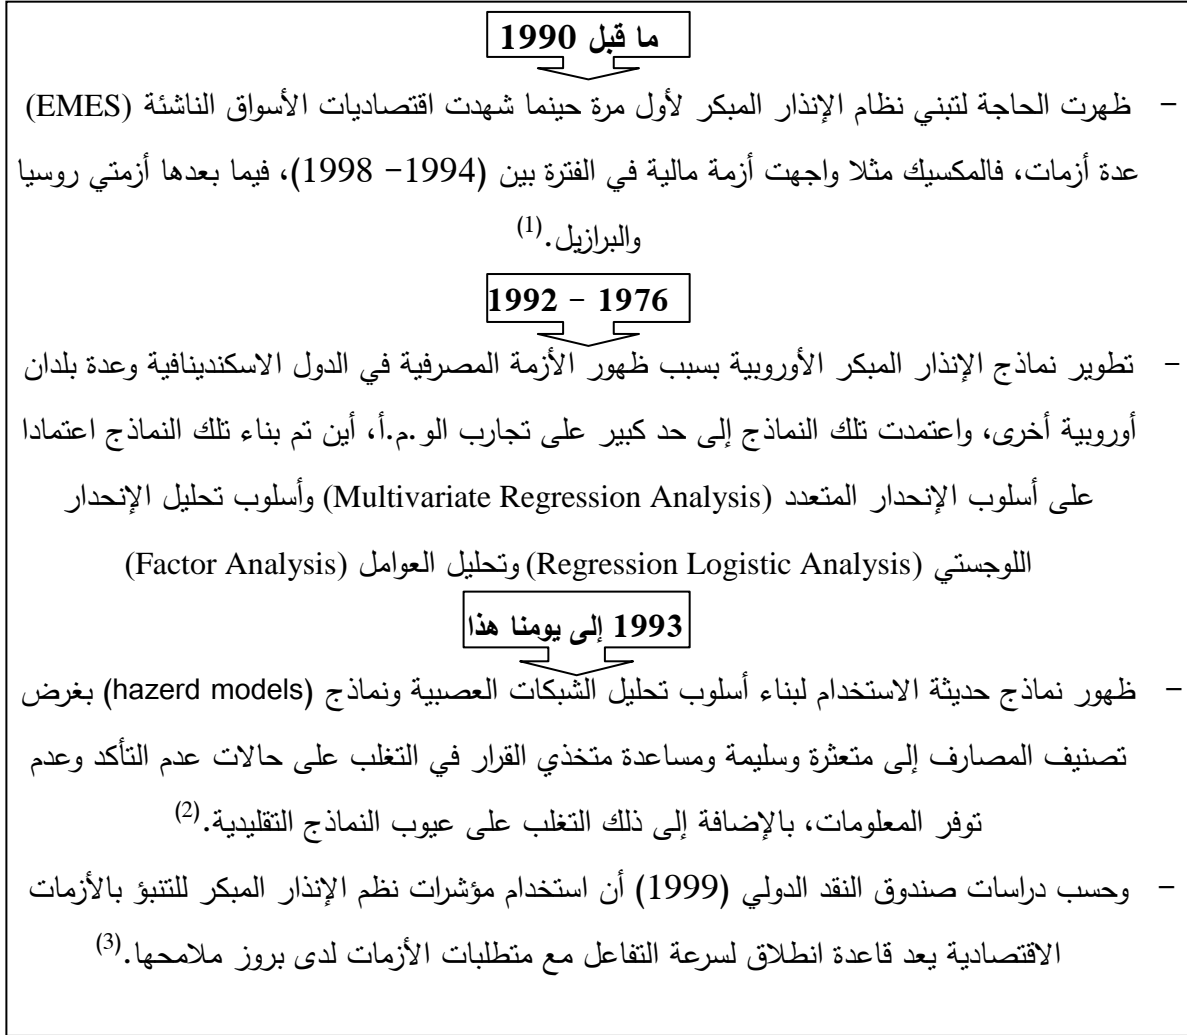 ما قبل 1990
- ظهرت الحاجة لتبني نظام الإنذار المبكر لأول مرة حينما شهدت اقتصاديات الأسواق الناشئة (EMES)
عدة أزمات، فالمكسيك مثلا واجهت أزمة مالية في الفترة بين (1994- 1998)، فيما بعدها أزمتي روسيا
والبرازيل.(1)
1976 - 1992
- تطوير نماذج الإنذار المبكر الأوروبية بسبب ظهور الأزمة المصرفية في الدول الاسكندينافية وعدة بلدان
أوروبية أخرى، واعتمدت تلك النماذج إلى حد كبير على تجارب الو.م.أ، أين تم بناء تلك النماذج اعتمادا
على أسلوب الإنحدار المتعدد (Multivariate Regression Analysis) وأسلوب تحليل الإنحدار
اللوجستي (Regression Logistic Analysis) وتحليل العوامل (Factor Analysis)
1993 إلى يومنا هذا
- ظهور نماذج حديثة الاستخدام لبناء أسلوب تحليل الشبكات العصبية ونماذج (hazerd models) بغرض
تصنيف المصارف إلى متعثرة وسليمة ومساعدة متخذي القرار في التغلب على حالات عدم التأكد وعدم
توفر المعلومات، بالإضافة إلى ذلك التغلب على عيوب النماذج التقليدية.(2)
- وحسب دراسات صندوق النقد الدولي (1999) أن استخدام مؤشرات نظم الإنذار المبكر للتنبؤ بالأزمات
الاقتصادية يعد قاعدة انطلاق لسرعة التفاعل مع متطلبات الأزمات لدى بروز ملامحها.(3)